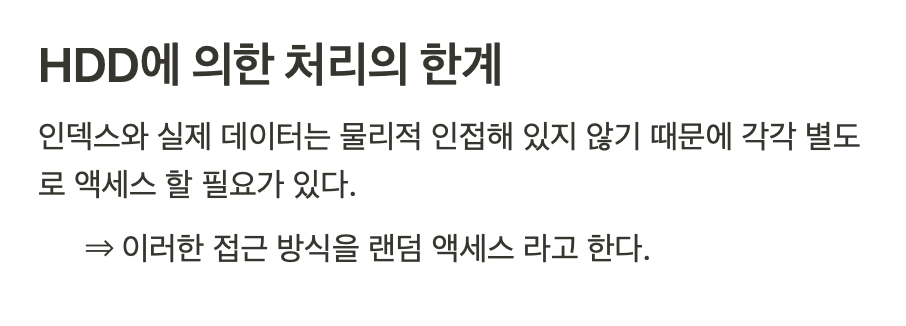 HDD에 의한 처리의 한계
인덱스와 실제 데이터는 물리적 인접해 있지 않기 때문에 각각 별도
로 액세스 할 필요가 있다.
⇒ 이러한 접근 방식을 랜덤 액세스 라고 한다.